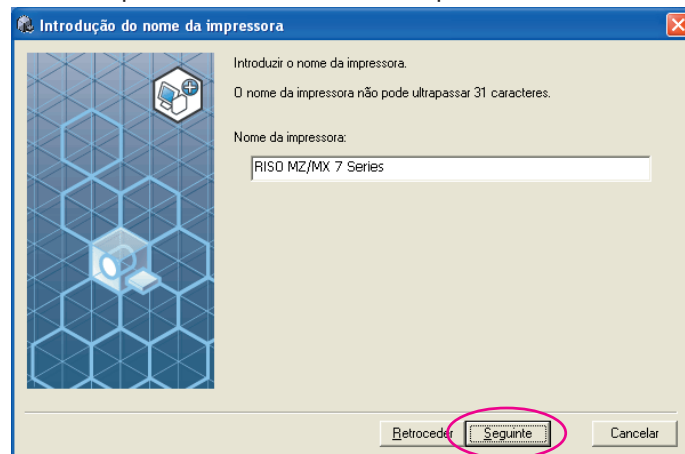 Introdução do nome da impressora
Introduzir o nome da impressora.
O nome da impressora não pode ultrapassar 31 caracteres.
Nome da impressora:
RISO MZ/MX 7 Series
Retroceder Seguinte Cancelar